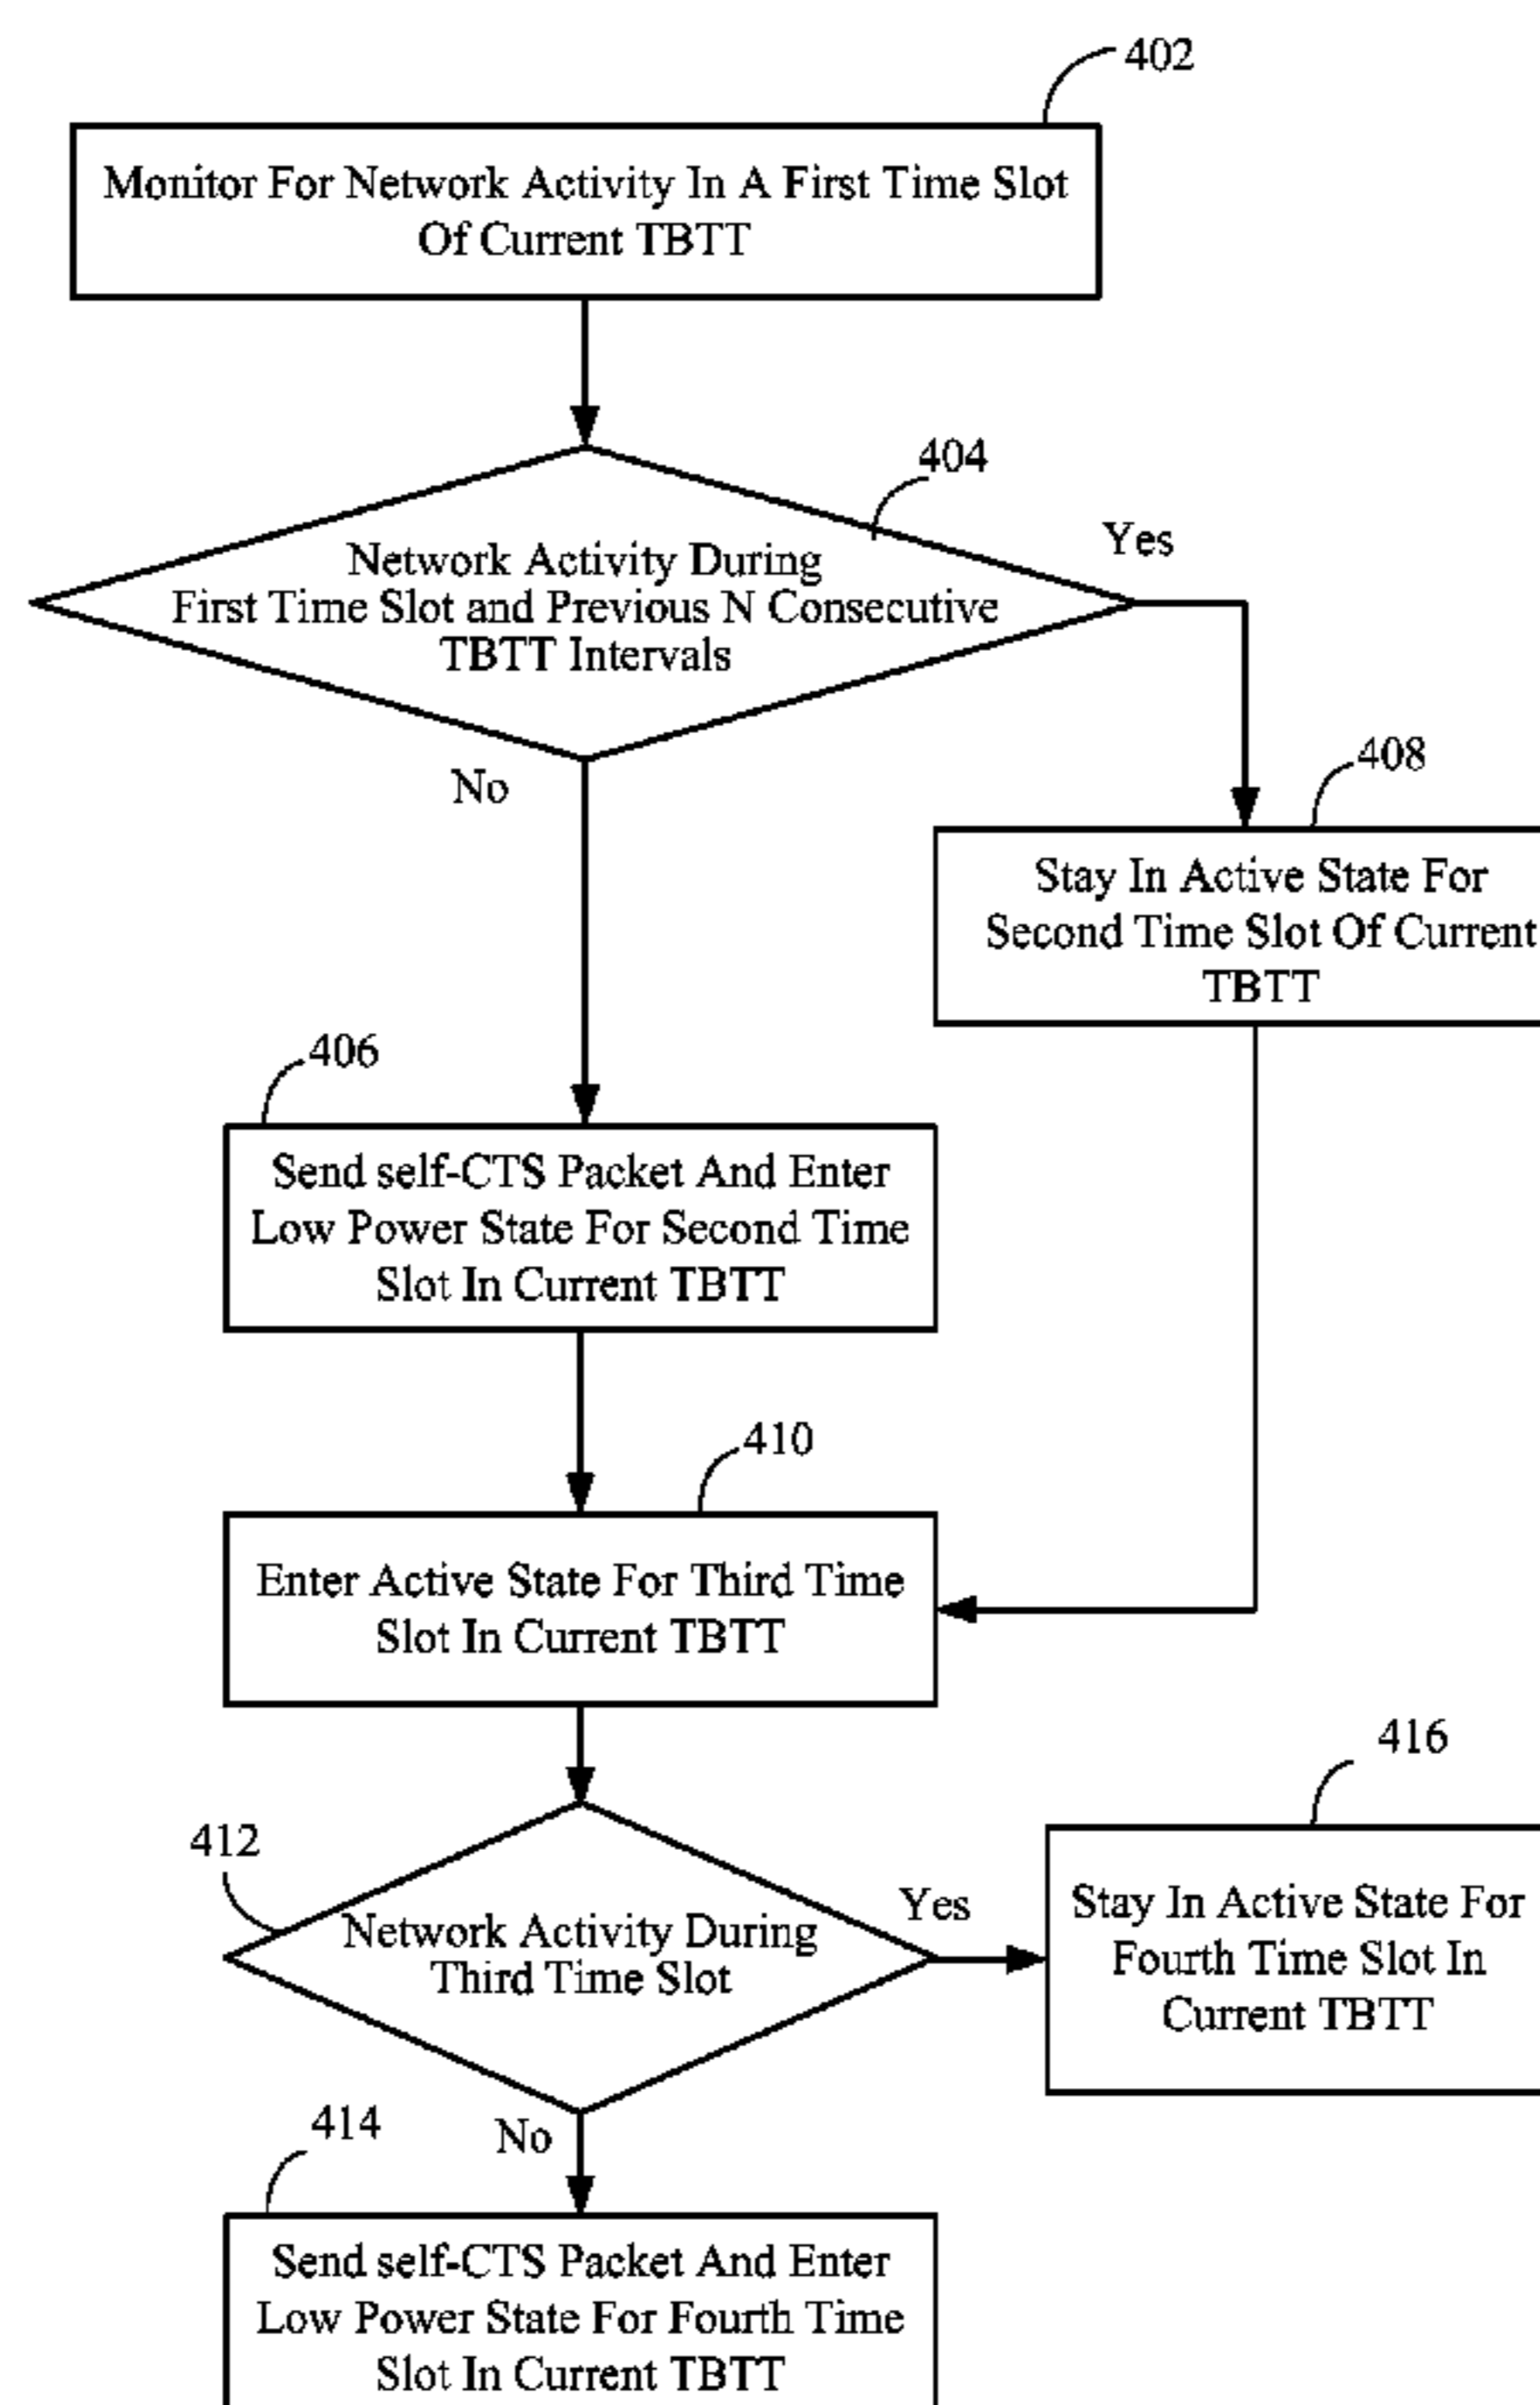 402
Monitor For Network Activity In A First Time Slot
Of Current TBTT
404
Network Activity During
First Time Slot and Previous N Consecutive
TBTT Intervals
Yes
No
408
Stay In Active State For
Second Time Slot Of Current
TBTT
406
Send self-CTS Packet And Enter
Low Power State For Second Time
Slot In Current TBTT
410
Enter Active State For Third Time
Slot In Current TBTT
412
Network Activity During
Third Time Slot
Yes
No
416
Stay In Active State For
Fourth Time Slot In
Current TBTT
414
Send self-CTS Packet And Enter
Low Power State For Fourth Time
Slot In Current TBTT